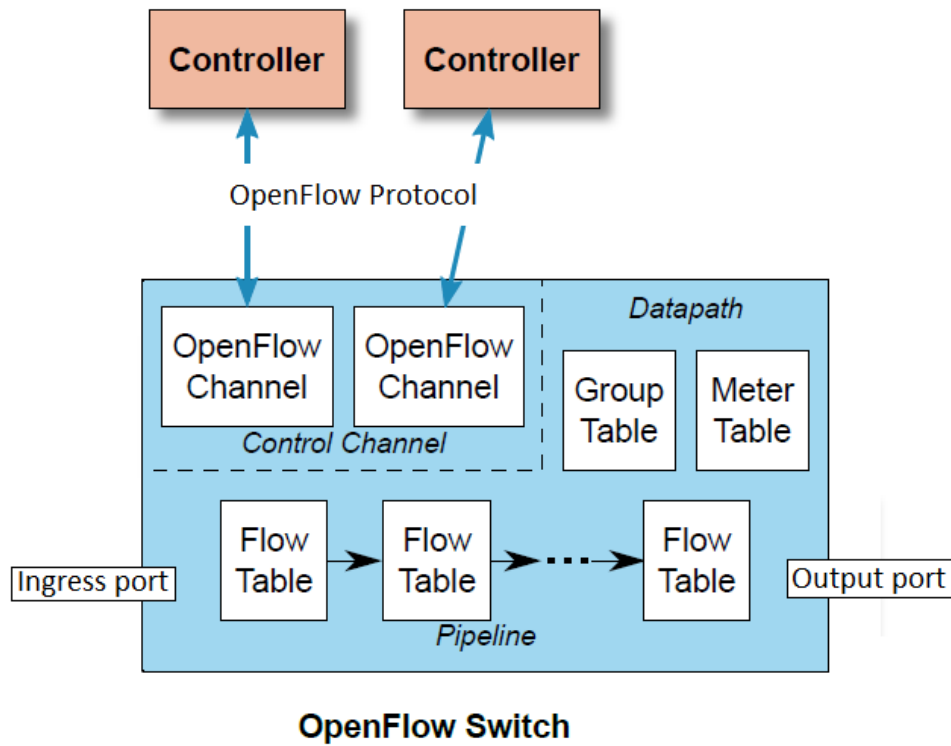 Controller
Controller
OpenFlow Protocol
OpenFlow
Channel
OpenFlow
Channel
Control Channel
Datapath
Group
Table
Meter
Table
Ingress port
Flow
Table
Flow
Table
Flow
Table
Output port
Pipeline
OpenFlow Switch